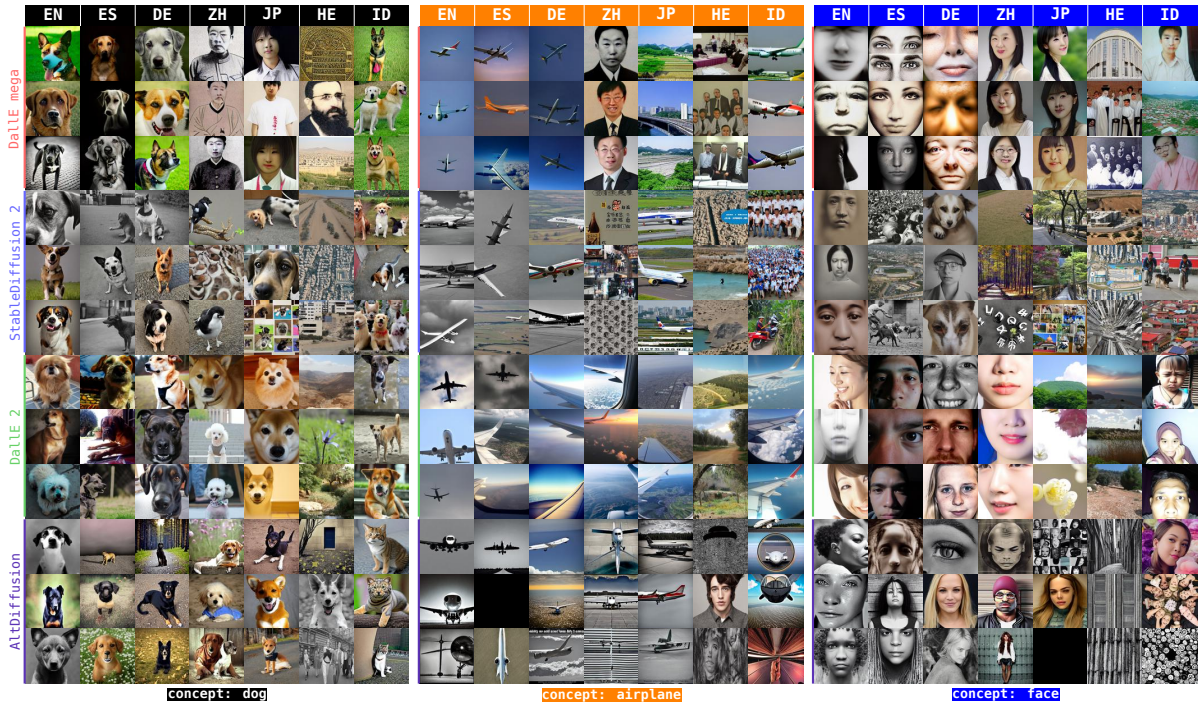 EN ES DE ZH JP HE ID
EN ES DE ZH JP HE ID
EN ES DE ZH JP HE ID
DallE mega
StableDiffusion 2
DallE 2
AltDiffusion
concept: dog
concept: airplane
concept: face